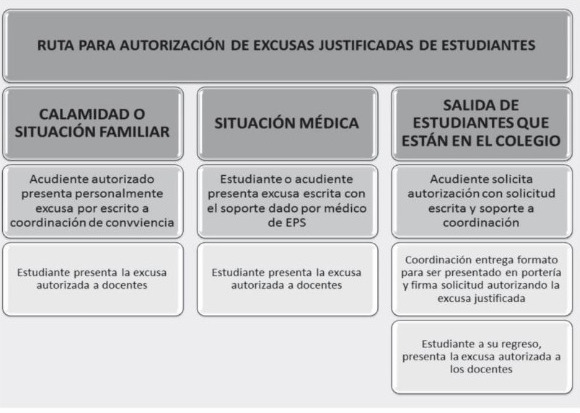 RUTA PARA AUTORIZACIÓN DE EXCUSAS JUSTIFICADAS DE ESTUDIANTES
CALAMIDAD O
SITUACIÓN FAMILIAR
Acudiente autorizado
presenta personalmente
excusa por escrito a
coordinación de convviencia
Estudiante presenta la excusa
autorizada a docentes
SITUACIÓN MÉDICA
Estudiante o acudiente
presenta excusa escrita con
el soporte dado por médico
de EPS
Estudiante presenta la excusa
autorizada a docentes
SALIDA DE
ESTUDIANTES QUE
ESTÁN EN EL COLEGIO
Acudiente solicita
autorización con solicitud
escrita y soporte a
coordinación
Coordinación entrega formato
para ser presentado en portería
y firma solicitud autorizando la
excusa justificada
Estudiante a su regreso,
presenta la excusa autorizada a
los docentes